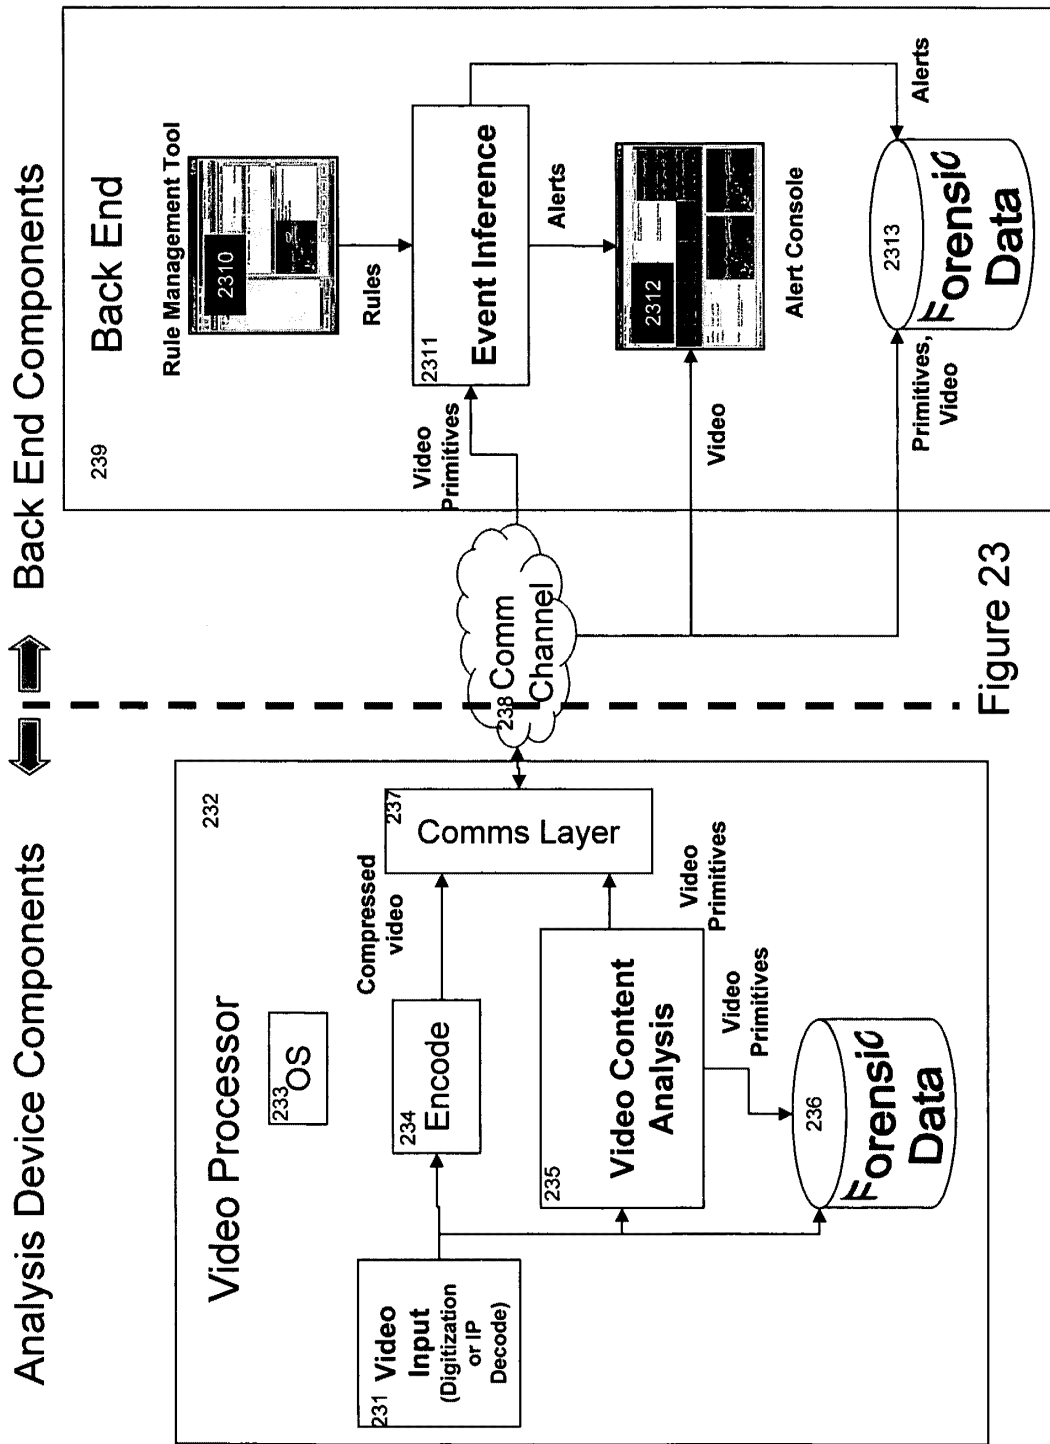 Analysis Device Components
Back End Components
Video Processor
232
233
OS
231
Video
Input
(Digitization
or IP
Decode)
234
Encode
Compressed
video
235
Video Content
Analysis
Video
Primitives
Video
Primitives
236
Forensic
Data
237
Comms Layer
238
Comm
Channel
239
Back End
Rule Management Tool
2310
Rules
Video
Primitives
2311
Event Inference
Alerts
Alerts
Video
2312
Alert Console
Primitives,
Video
2313
Forensic
Data
Figure 23